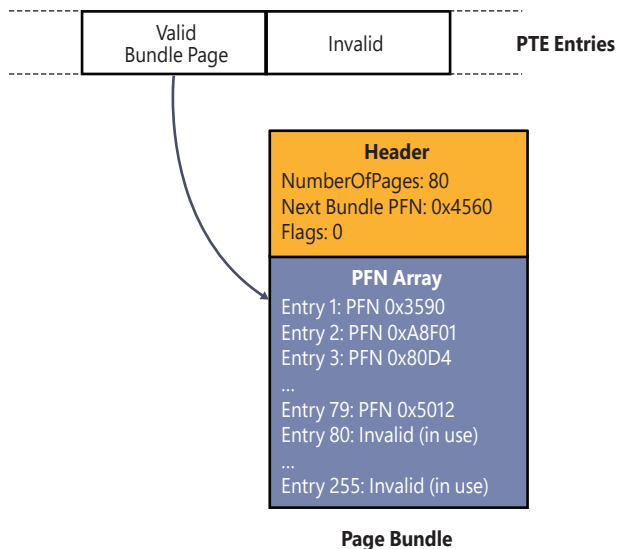 Valid
Bundle Page
Invalid
PTE Entries
Header
NumberOfPages: 80
Next Bundle PFN: 0x4560
Flags: 0
PFN Array
Entry 1: PFN 0x3590
Entry 2: PFN 0xA8F01
Entry 3: PFN 0x80D4
...
Entry 79: PFN 0x5012
Entry 80: Invalid (in use)
...
Entry 255: Invalid (in use)
Page Bundle